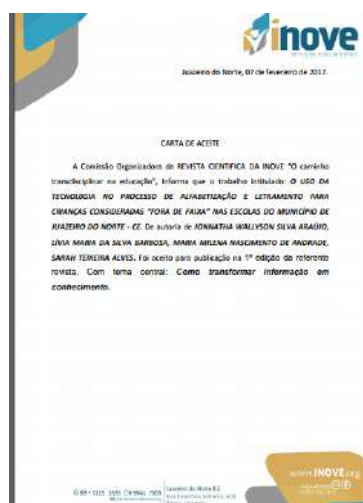 inove
Juazeiro do Norte, 07 de fevereiro de 2017.
CARTA DE ACEITE
A Comissão Organizadora da REVISTA CIENTIFICA DA INOVE "O caminho
transdisciplinar na educação", informa que o trabalho intitulado: O USO DA
TECNOLOGIA NO PROCESSO DE ALFABETIZAÇÃO E LETRAMENTO PARA
CRIANÇAS CONSIDERADAS "FORA DE FAIXA" NAS ESCOLAS DO MUNICÍPIO DE
JUAZEIRO DO NORTE - CE. De autoria de JONNATHA WALLYSON SILVA ARAÚJO,
LÍVIA MARIA DA SILVA BARBOSA, MARIA MILENA NASCIMENTO DE ANDRADE,
SARAH TEIXEIRA ALVES. Foi aceito para publicação na 1ª edição da referente
revista. Com tema central: Como transformar informação em
conhecimento.
www.INOVE.org
Juazeiro do Norte